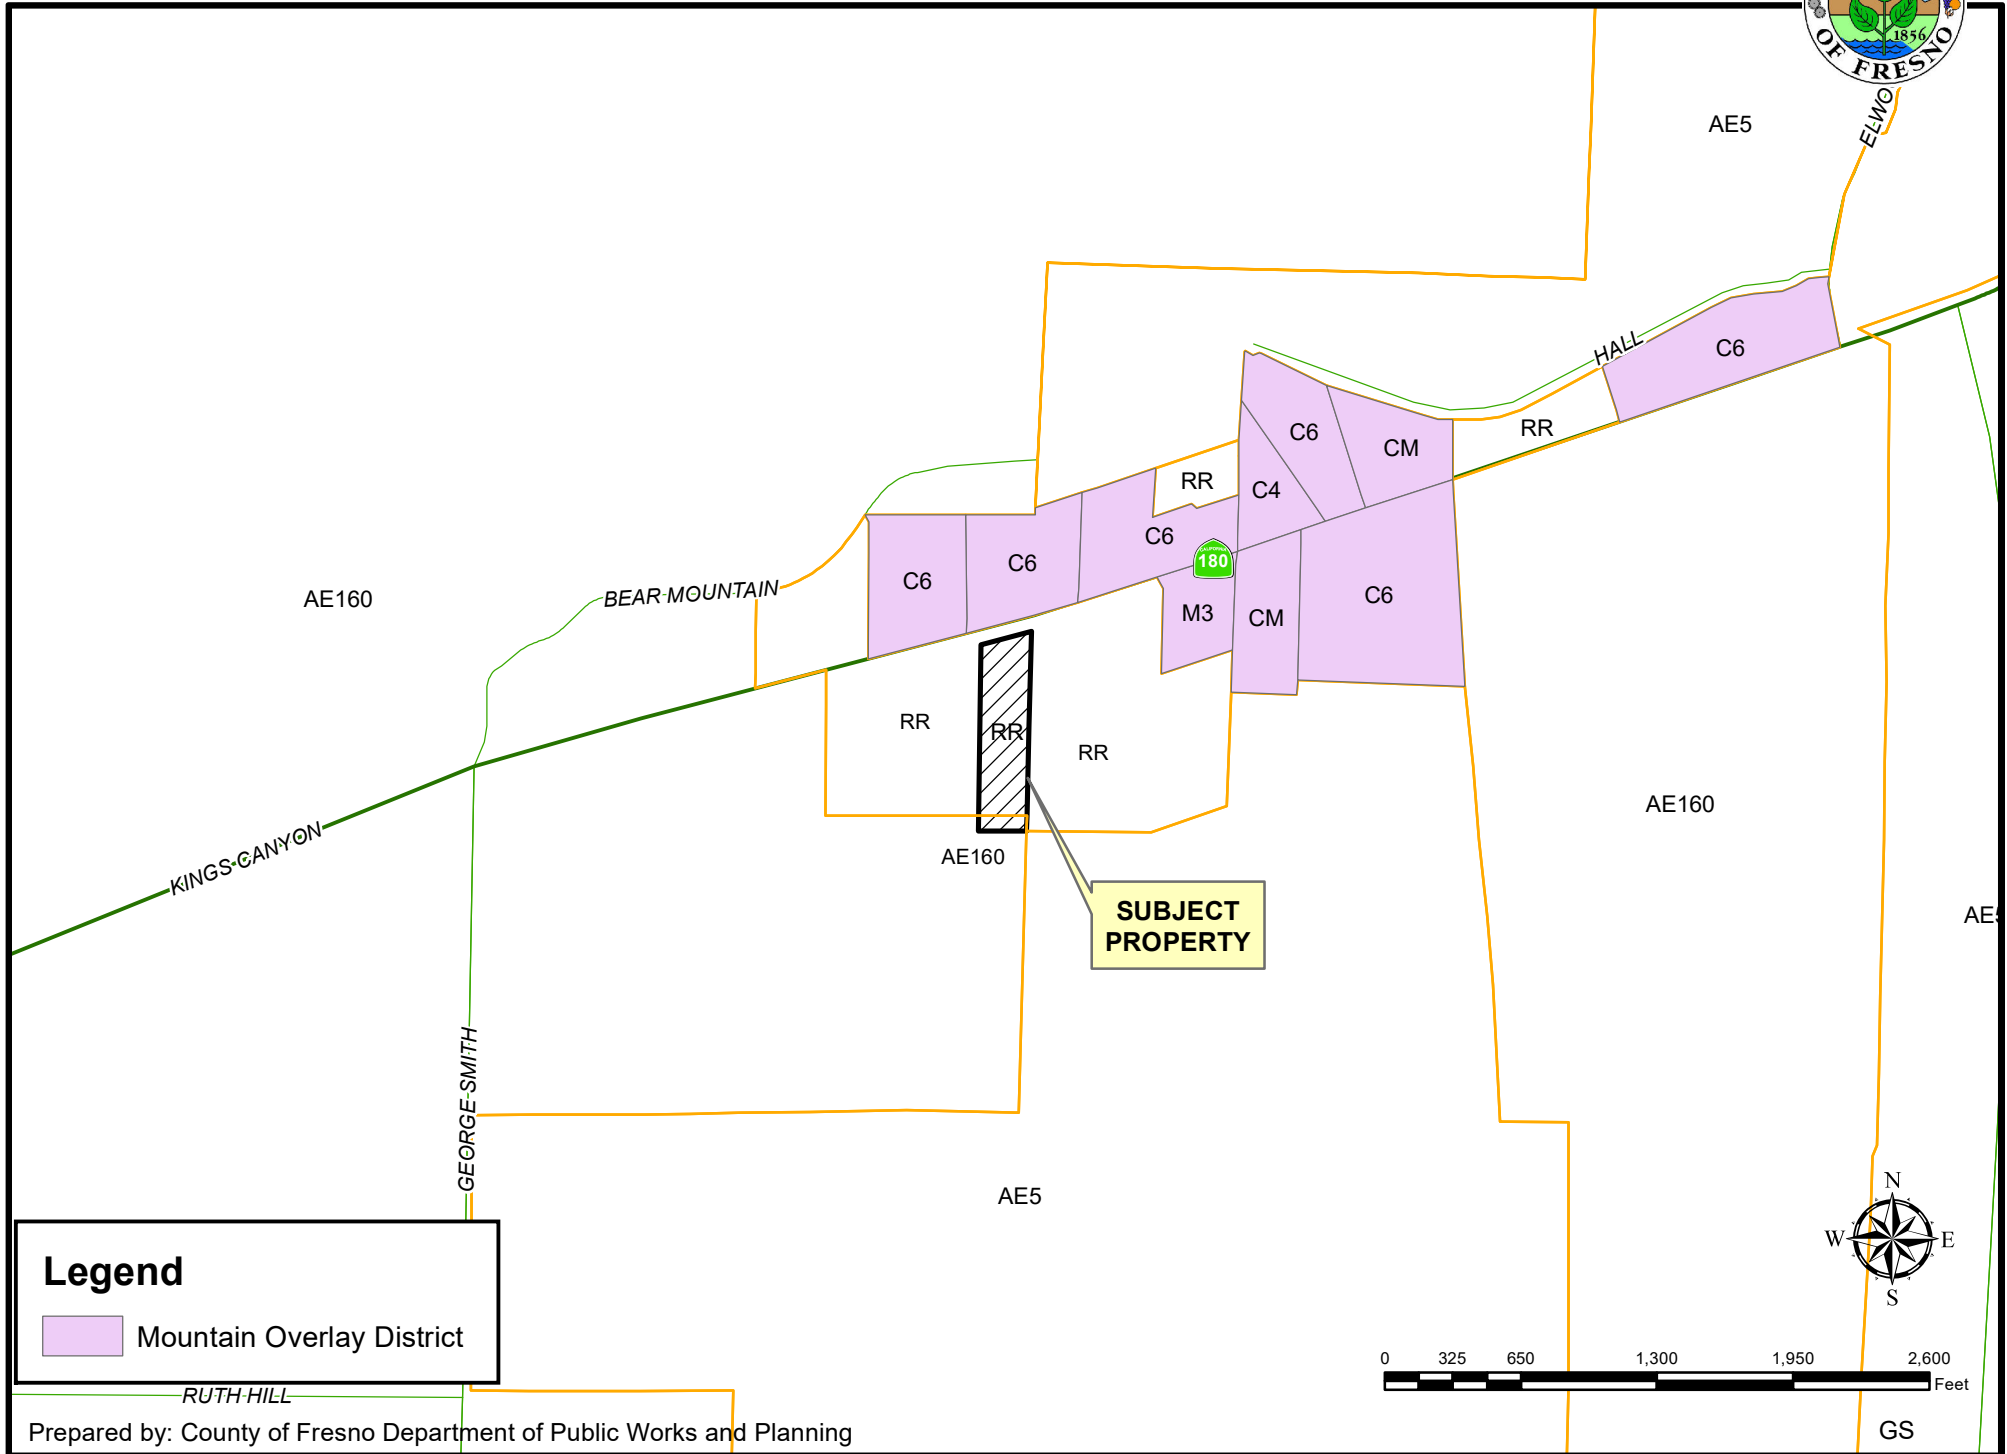 1856
OF FRESNO
AE5
HALL
C6
C6
CM
RR
RR
C4
C6
CALIFORNIA
180
C6
C6
AE160
BEAR MOUNTAIN
M3
CM
C6
RR
RR
RR
AE160
KINGS CANYON
AE160
SUBJECT
PROPERTY
GEORGE SMITH
AE5
N
W
E
S
Legend
Mountain Overlay District
0 325 650 1,300 1,950 2,600
Feet
RUTH HILL
Prepared by: County of Fresno Department of Public Works and Planning
GS